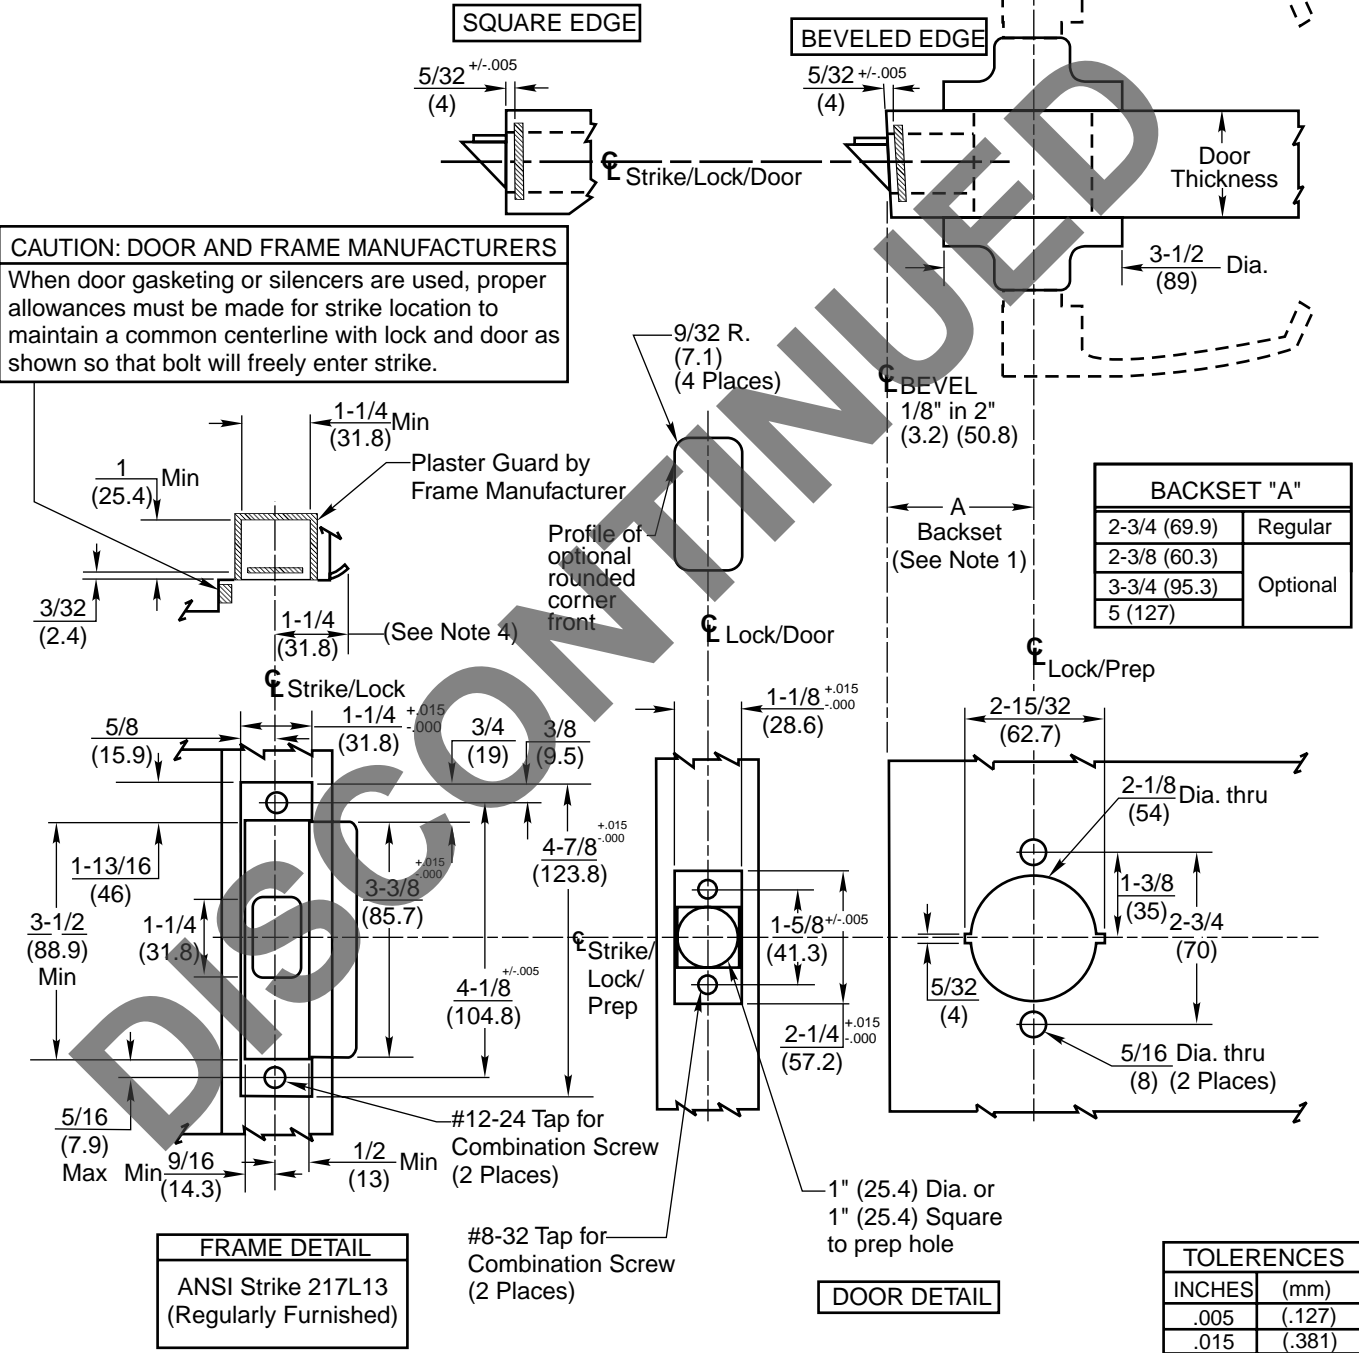 SQUARE EDGE
BEVELED EDGE
5/32 +/-.005
(4)
5/32 +/-.005
(4)
℄ Strike/Lock/Door
Door
Thickness
3-1/2 Dia.
(89)
CAUTION: DOOR AND FRAME MANUFACTURERS
When door gasketing or silencers are used, proper
allowances must be made for strike location to
maintain a common centerline with lock and door as
shown so that bolt will freely enter strike.
9/32 R.
(7.1)
(4 Places)
℄ BEVEL
1/8" in 2"
(3.2) (50.8)
1-1/4 Min
(31.8)
1 Min
(25.4)
Plaster Guard by
Frame Manufacturer
Profile of
optional
rounded
corner
front
A
Backset
(See Note 1)
BACKSET "A"
2-3/4 (69.9) Regular
2-3/8 (60.3)
3-3/4 (95.3) Optional
5 (127)
3/32
(2.4)
1-1/4 (See Note 4)
(31.8)
℄ Lock/Door
℄ Lock/Prep
℄ Strike/Lock
5/8
(15.9)
1-1/4 +.015 -.000
(31.8)
3/4
(19)
3/8
(9.5)
1-1/8 +.015 -.000
(28.6)
2-15/32
(62.7)
2-1/8 Dia. thru
(54)
1-13/16
(46)
3-3/8 +.015 -.000
(85.7)
4-7/8 +.015 -.000
(123.8)
3-1/2
(88.9)
Min
1-1/4
(31.8)
℄ Strike/
Lock/
Prep
1-5/8 +/-.005
(41.3)
1-3/8
(35)
2-3/4
(70)
4-1/8 +/-.005
(104.8)
5/32
(4)
2-1/4 +.015 -.000
(57.2)
5/16 Dia. thru
(8) (2 Places)
5/16
(7.9)
Max
Min 9/16
(14.3)
1/2 Min
(13)
#12-24 Tap for
Combination Screw
(2 Places)
#8-32 Tap for
Combination Screw
(2 Places)
1" (25.4) Dia. or
1" (25.4) Square
to prep hole
FRAME DETAIL
ANSI Strike 217L13
(Regularly Furnished)
DOOR DETAIL
TOLERENCES
INCHES (mm)
.005 (.127)
.015 (.381)
DISCONTINUED